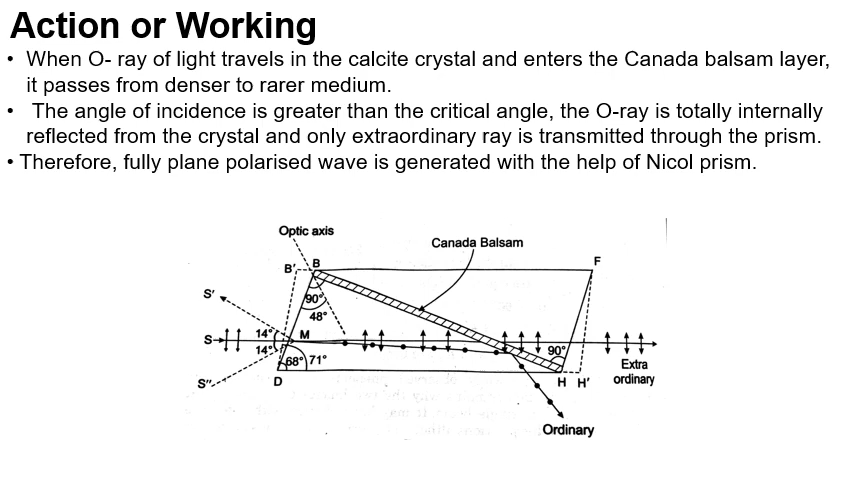 Action or Working
• When O- ray of light travels in the calcite crystal and enters the Canada balsam layer,
it passes from denser to rarer medium.
• The angle of incidence is greater than the critical angle, the O-ray is totally internally
reflected from the crystal and only extraordinary ray is transmitted through the prism.
• Therefore, fully plane polarised wave is generated with the help of Nicol prism.
Optic axis
Canada Balsam
B' B
F
S'
90°
48°
S
14°
M
14°
90°
68° 71°
S"
D
H H'
Extra
ordinary
Ordinary